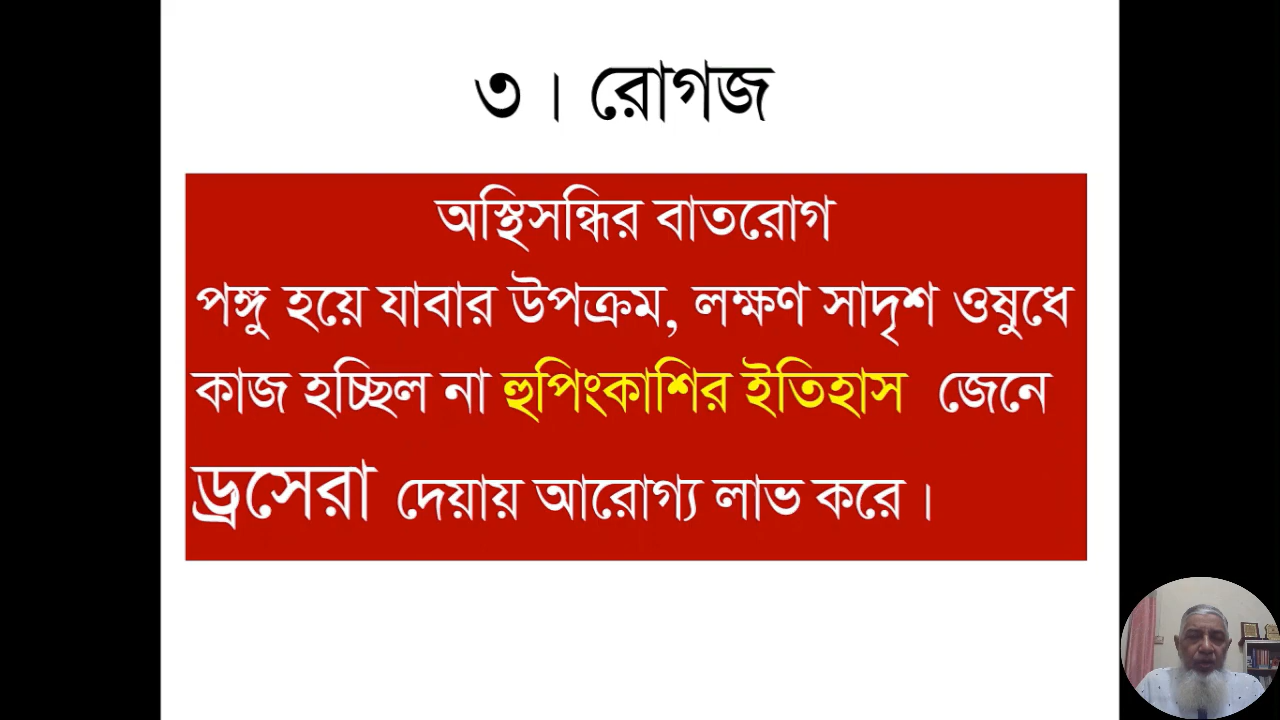 ৩। রোগজ
অস্থিসন্ধির বাতরোগ
পঙ্গু হয়ে যাবার উপক্রম, লক্ষণ সাদৃশ ওষুধে
কাজ হচ্ছিল না হুপিংকাশির ইতিহাস জেনে
ড্রসেরা দেয়ায় আরোগ্য লাভ করে।